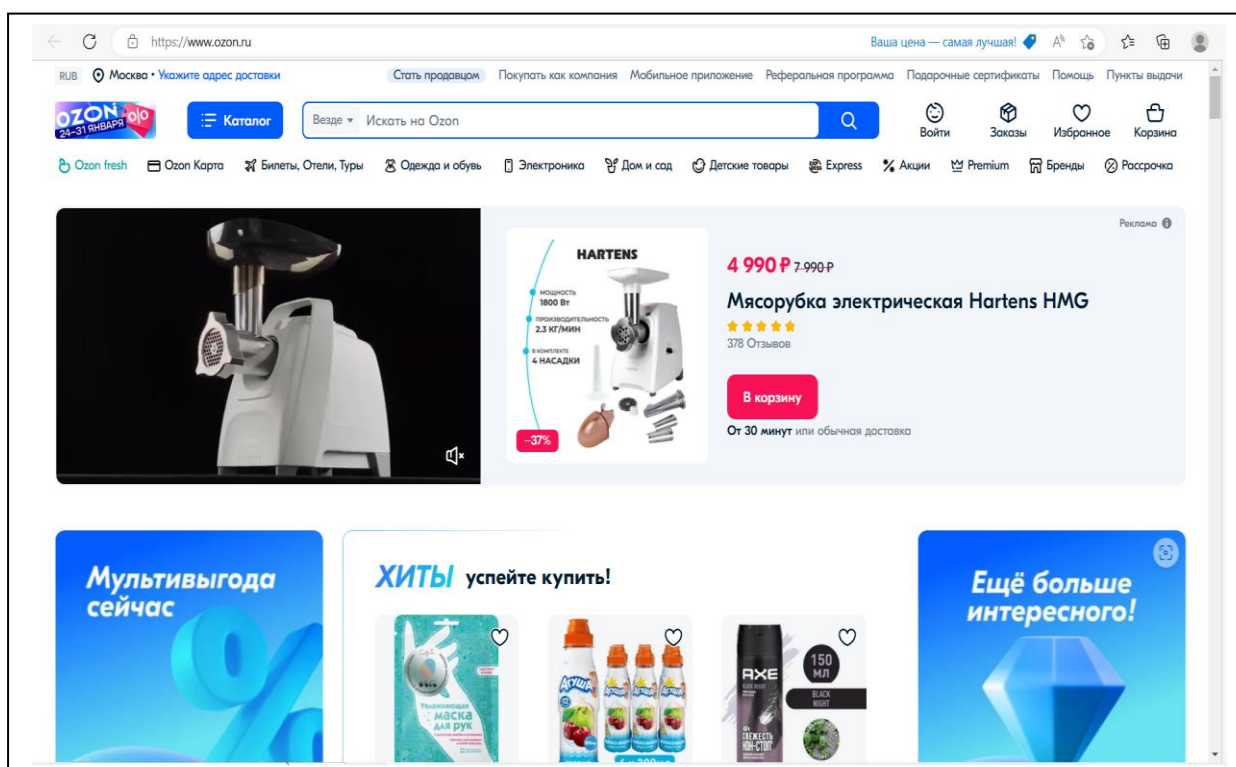 https://www.ozon.ru
Ваша цена — самая лучшая!
RUB Москва • Укажите адрес доставки Стать продавцом Покупать как компания Мобильное приложение Реферальная программа Подарочные сертификаты Помощь Пункты выдачи
OZON %
24–31 ЯНВАРЯ
Каталог
Везде Искать на Ozon
Войти Заказы Избранное Корзина
Ozon fresh Ozon Карта Билеты, Отели, Туры Одежда и обувь Электроника Дом и сад Детские товары Express Акции Premium Бренды Рассрочка
Реклама
HARTENS
МОЩНОСТЬ
1800 Вт
ПРОИЗВОДИТЕЛЬНОСТЬ
2.3 КГ/МИН
В КОМПЛЕКТЕ
4 НАСАДКИ
–37%
4 990 ₽ 7 990 ₽
Мясорубка электрическая Hartens HMG
378 Отзывов
В корзину
От 30 минут или обычная доставка
Мультивыгода
сейчас
ХИТЫ успейте купить!
Увлажняющая
маска
для рук
Агуша
AXE
150
МЛ
BLACK
NIGHT
СВЕЖЕСТЬ
НОН-СТОП
Ещё больше
интересного!